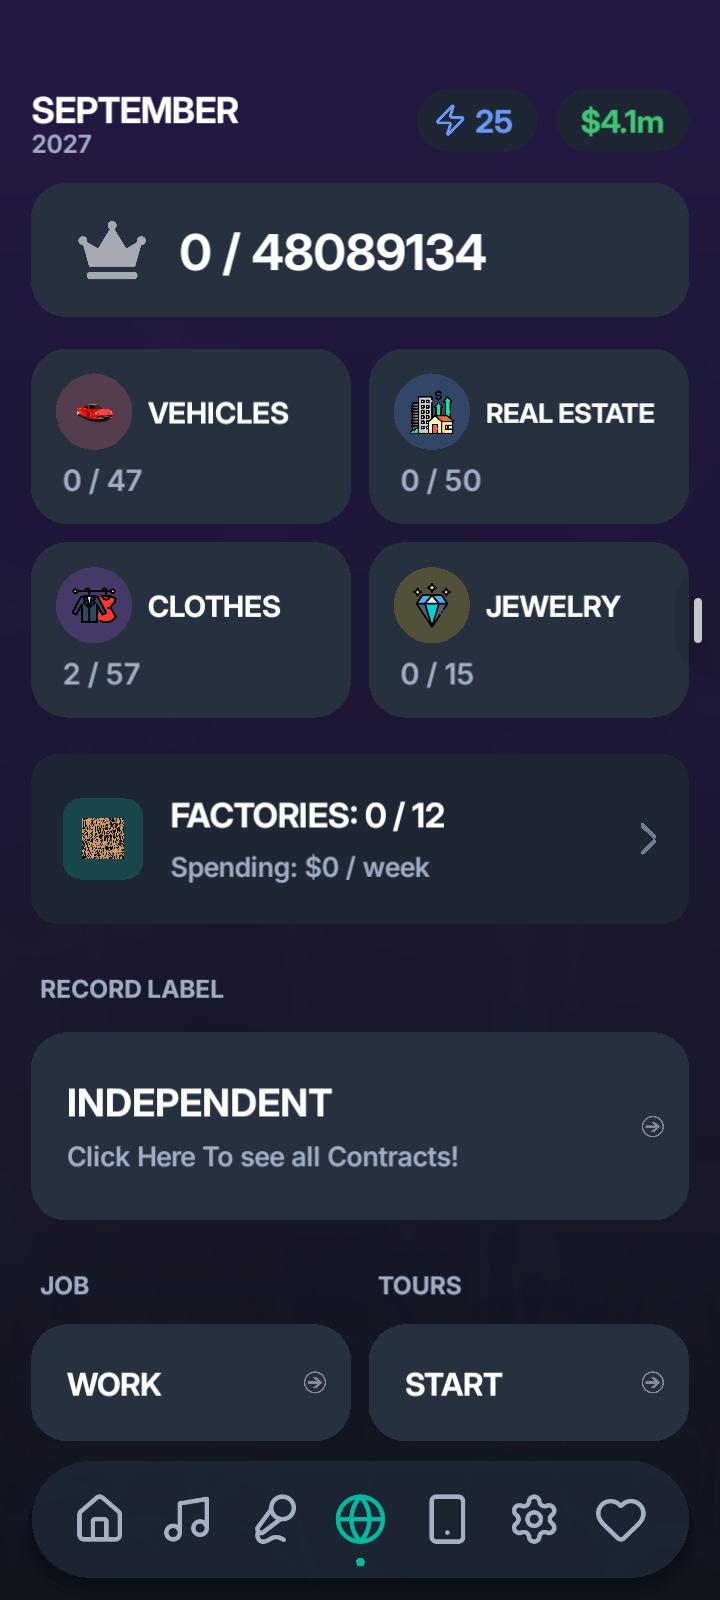 SEPTEMBER
2027
25
$4.1m
0 / 48089134
VEHICLES
0 / 47
REAL ESTATE
0 / 50
CLOTHES
2 / 57
JEWELRY
0 / 15
FACTORIES: 0 / 12
Spending: $0 / week
RECORD LABEL
INDEPENDENT
Click Here To see all Contracts!
JOB
TOURS
WORK
START